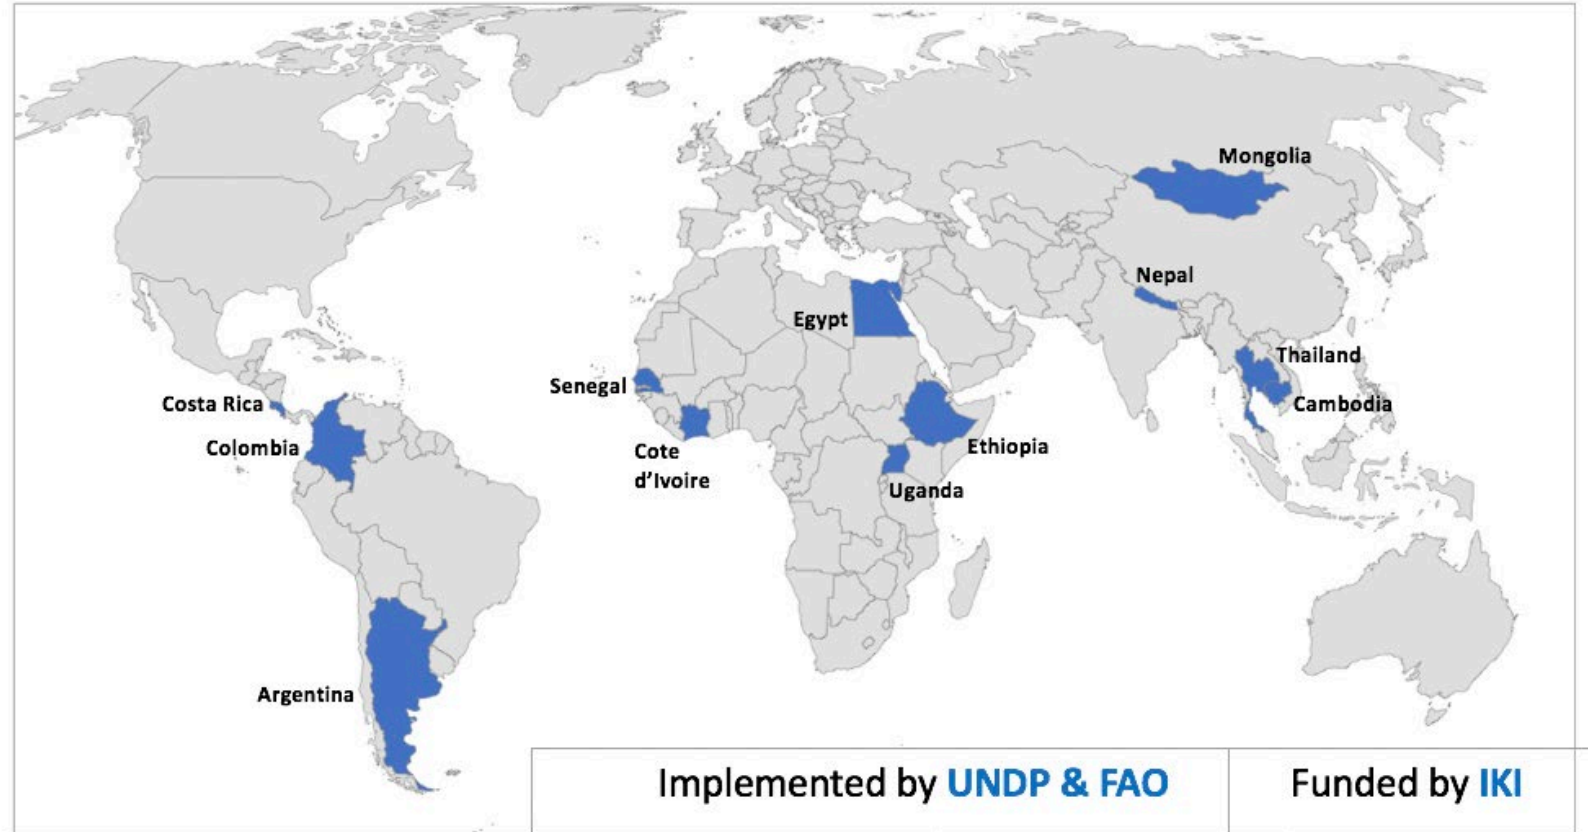 Mongolia
Nepal
Egypt
Thailand
Senegal
Costa Rica
Cambodia
Colombia
Ethiopia
Cote
d’Ivoire
Uganda
Argentina
Implemented by UNDP & FAO
Funded by IKI